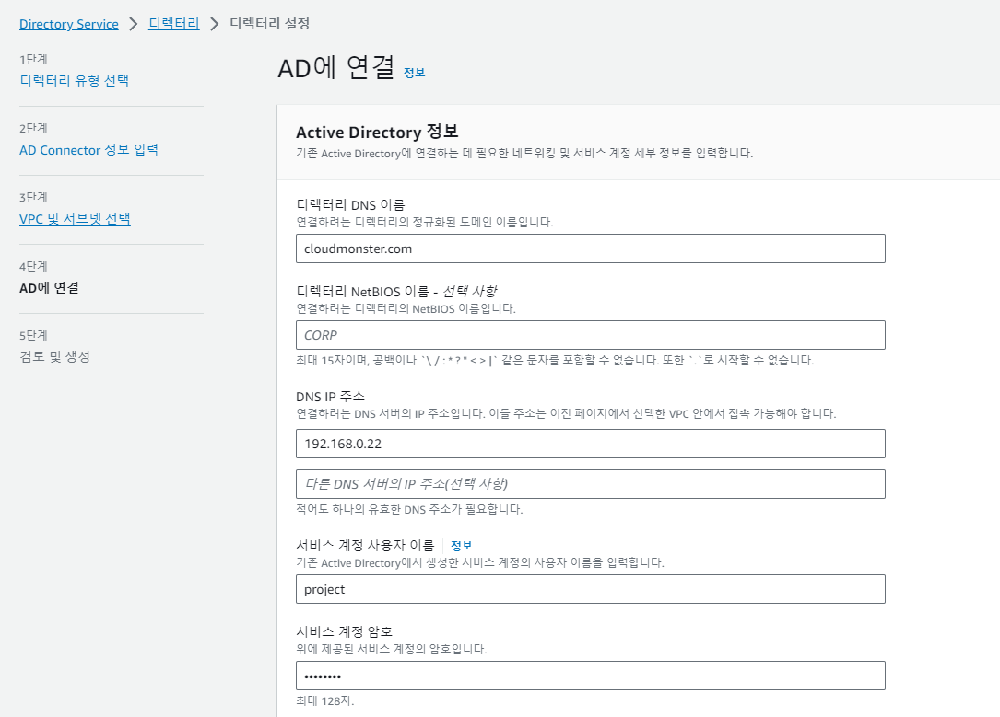 Directory Service > 디렉터리 > 디렉터리 설정
1단계
디렉터리 유형 선택
2단계
AD Connector 정보 입력
3단계
VPC 및 서브넷 선택
4단계
AD에 연결
5단계
검토 및 생성
AD에 연결 정보
Active Directory 정보
기존 Active Directory에 연결하는 데 필요한 네트워킹 및 서비스 계정 세부 정보를 입력합니다.
디렉터리 DNS 이름
연결하려는 디렉터리의 정규화된 도메인 이름입니다.
cloudmonster.com
디렉터리 NetBIOS 이름 - 선택 사항
연결하려는 디렉터리의 NetBIOS 이름입니다.
CORP
최대 15자이며, 공백이나 `\ / : * ? " < > |` 같은 문자를 포함할 수 없습니다. 또한 `.`로 시작할 수 없습니다.
DNS IP 주소
연결하려는 DNS 서버의 IP 주소입니다. 이들 주소는 이전 페이지에서 선택한 VPC 안에서 접속 가능해야 합니다.
192.168.0.22
다른 DNS 서버의 IP 주소(선택 사항)
적어도 하나의 유효한 DNS 주소가 필요합니다.
서비스 계정 사용자 이름 정보
기존 Active Directory에서 생성한 서비스 계정의 사용자 이름을 입력합니다.
project
서비스 계정 암호
위에 제공된 서비스 계정의 암호입니다.
••••••••
최대 128자.